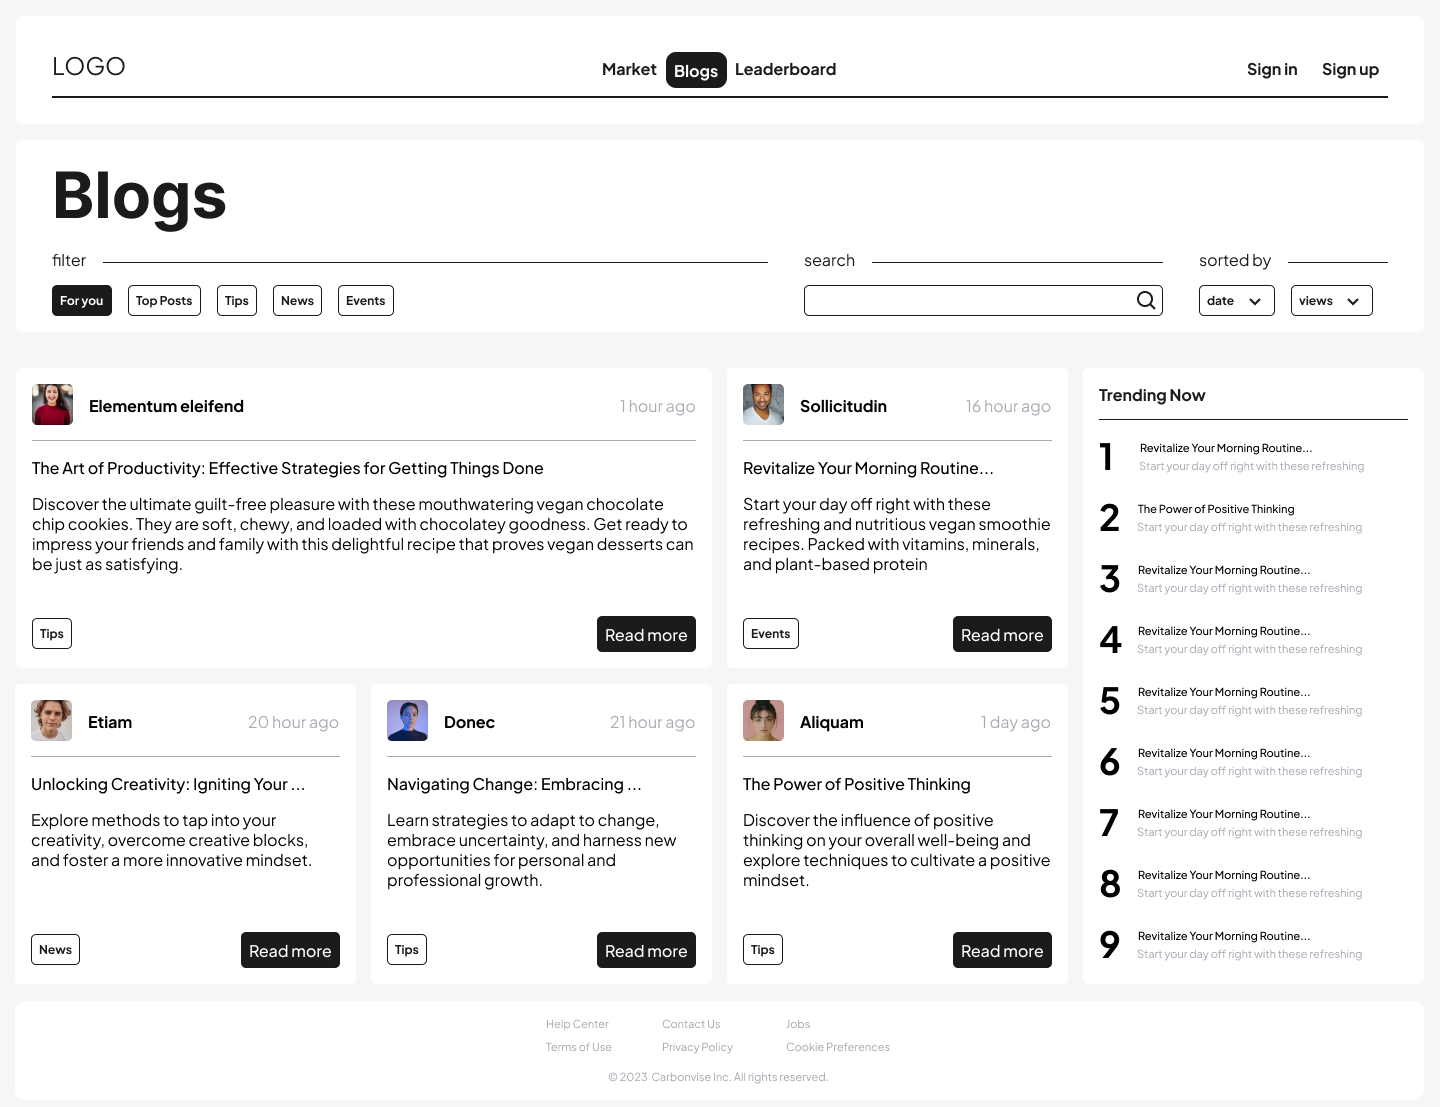 LOGO
Market Blogs Leaderboard
Sign in Sign up
Blogs
filter
For you Top Posts Tips News Events
search
sorted by
date views
Elementum eleifend 1 hour ago
The Art of Productivity: Effective Strategies for Getting Things Done
Discover the ultimate guilt-free pleasure with these mouthwatering vegan chocolate
chip cookies. They are soft, chewy, and loaded with chocolatey goodness. Get ready to
impress your friends and family with this delightful recipe that proves vegan desserts can
be just as satisfying.
Tips Read more
Sollicitudin 16 hour ago
Revitalize Your Morning Routine...
Start your day off right with these
refreshing and nutritious vegan smoothie
recipes. Packed with vitamins, minerals,
and plant-based protein
Events Read more
Etiam 20 hour ago
Unlocking Creativity: Igniting Your ...
Explore methods to tap into your
creativity, overcome creative blocks,
and foster a more innovative mindset.
News Read more
Donec 21 hour ago
Navigating Change: Embracing ...
Learn strategies to adapt to change,
embrace uncertainty, and harness new
opportunities for personal and
professional growth.
Tips Read more
Aliquam 1 day ago
The Power of Positive Thinking
Discover the influence of positive
thinking on your overall well-being and
explore techniques to cultivate a positive
mindset.
Tips Read more
Trending Now
1 Revitalize Your Morning Routine...
Start your day off right with these refreshing
2 The Power of Positive Thinking
Start your day off right with these refreshing
3 Revitalize Your Morning Routine...
Start your day off right with these refreshing
4 Revitalize Your Morning Routine...
Start your day off right with these refreshing
5 Revitalize Your Morning Routine...
Start your day off right with these refreshing
6 Revitalize Your Morning Routine...
Start your day off right with these refreshing
7 Revitalize Your Morning Routine...
Start your day off right with these refreshing
8 Revitalize Your Morning Routine...
Start your day off right with these refreshing
9 Revitalize Your Morning Routine...
Start your day off right with these refreshing
Help Center Contact Us Jobs
Terms of Use Privacy Policy Cookie Preferences
© 2023 Carbonvise Inc. All rights reserved.